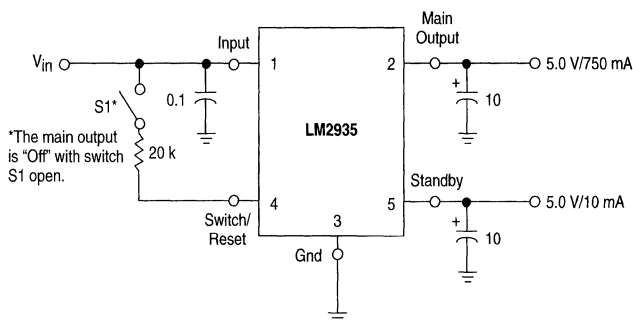 Main
Output
Input
V_in
1
2
5.0 V/750 mA
S1*
0.1
+
10
LM2935
*The main output
is “Off” with switch
S1 open.
20 k
Standby
4
5
5.0 V/10 mA
Switch/
Reset
3
+
10
Gnd